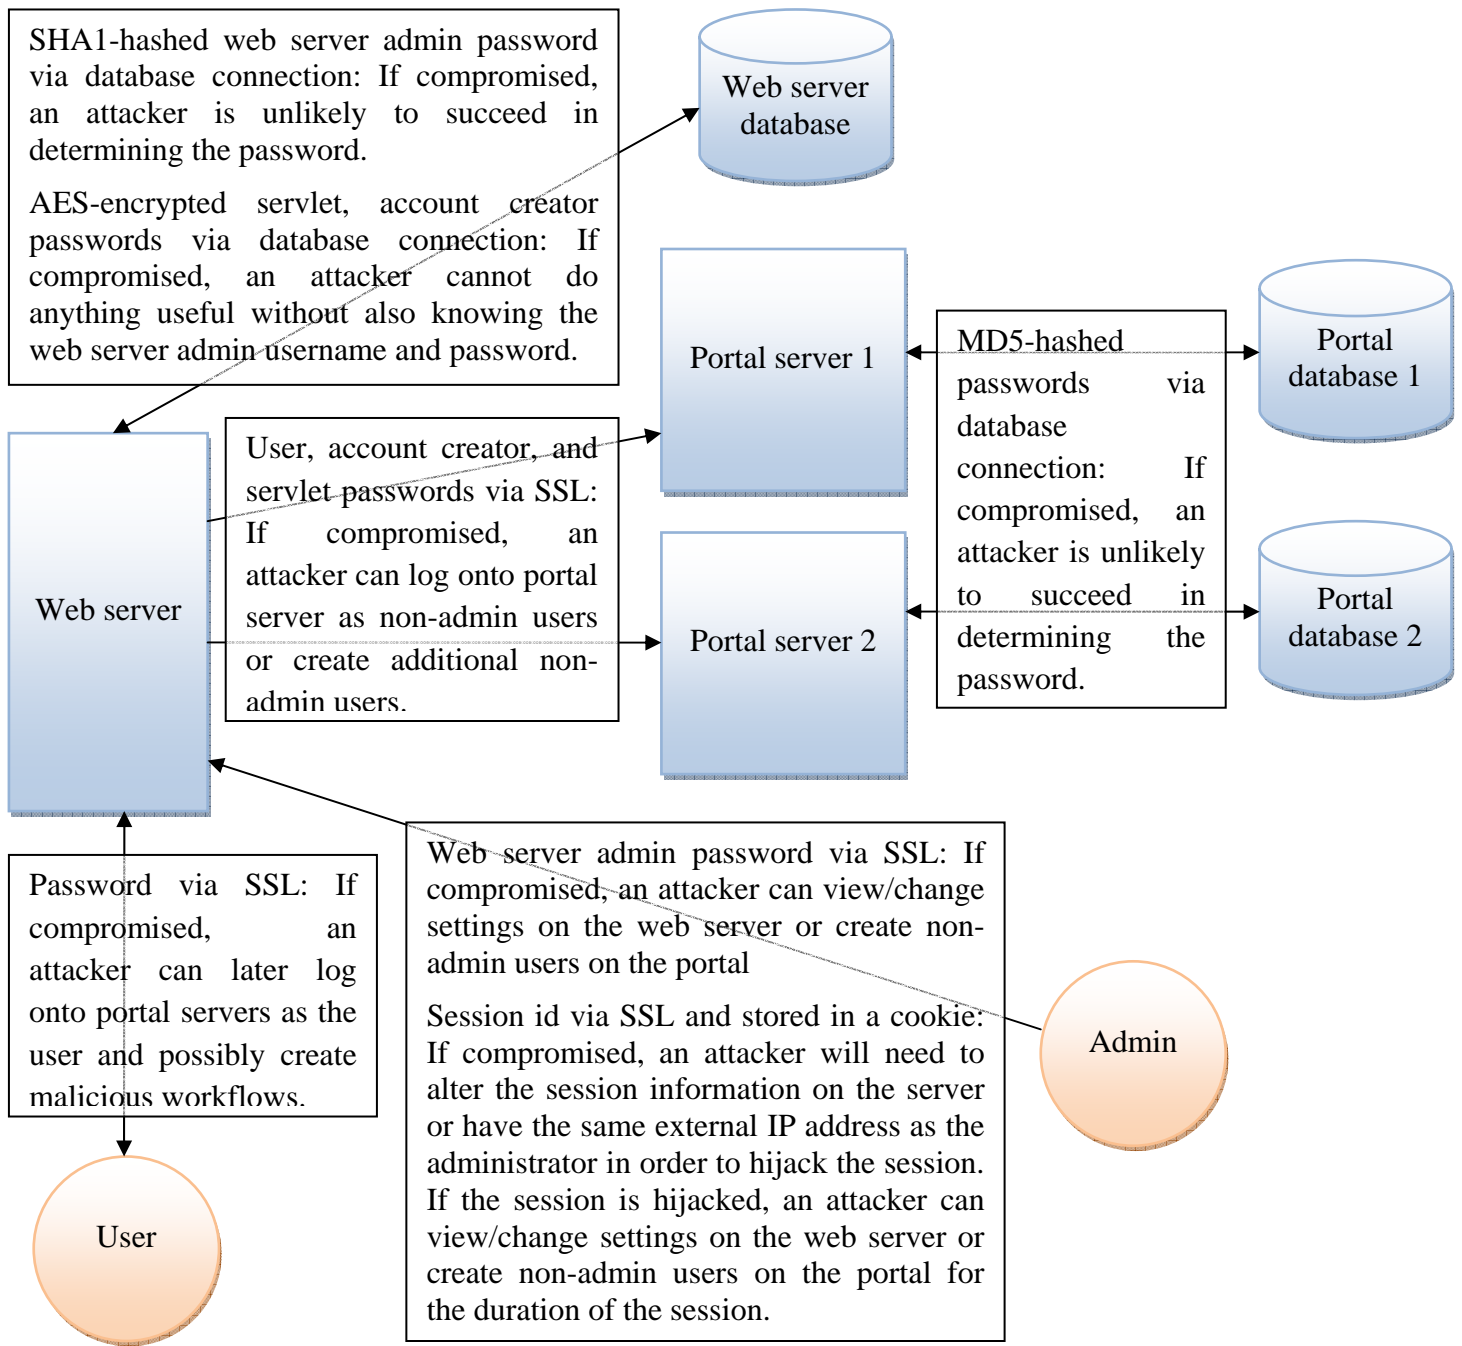 SHA1-hashed web server admin password
via database connection: If compromised,
an attacker is unlikely to succeed in
determining the password.
AES-encrypted servlet, account creator
passwords via database connection: If
compromised, an attacker cannot do
anything useful without also knowing the
web server admin username and password.
Web server
database
Portal server 1
MD5-hashed
passwords via
database
connection: If
compromised, an
attacker is unlikely
to succeed in
determining the
password.
Portal
database 1
User, account creator, and
servlet passwords via SSL:
If compromised, an
attacker can log onto portal
server as non-admin users
or create additional non-
admin users.
Web server
Portal server 2
Portal
database 2
Password via SSL: If
compromised, an
attacker can later log
onto portal servers as the
user and possibly create
malicious workflows.
Web server admin password via SSL: If
compromised, an attacker can view/change
settings on the web server or create non-
admin users on the portal
Session id via SSL and stored in a cookie:
If compromised, an attacker will need to
alter the session information on the server
or have the same external IP address as the
administrator in order to hijack the session.
If the session is hijacked, an attacker can
view/change settings on the web server or
create non-admin users on the portal for
the duration of the session.
Admin
User